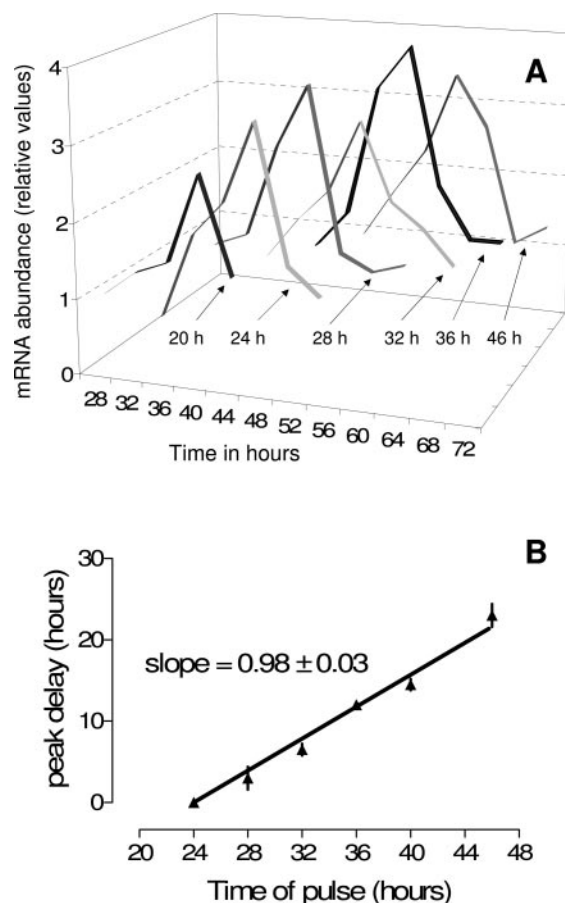 A
mRNA abundance (relative values)
4
3
2
1
0
20 h 24 h 28 h 32 h 36 h 46 h
28 32 36 40 44 48 52 56 60 64 68 72
Time in hours
B
peak delay (hours)
30
20
10
0
slope = 0.98 ± 0.03
20 24 28 32 36 40 44 48
Time of pulse (hours)